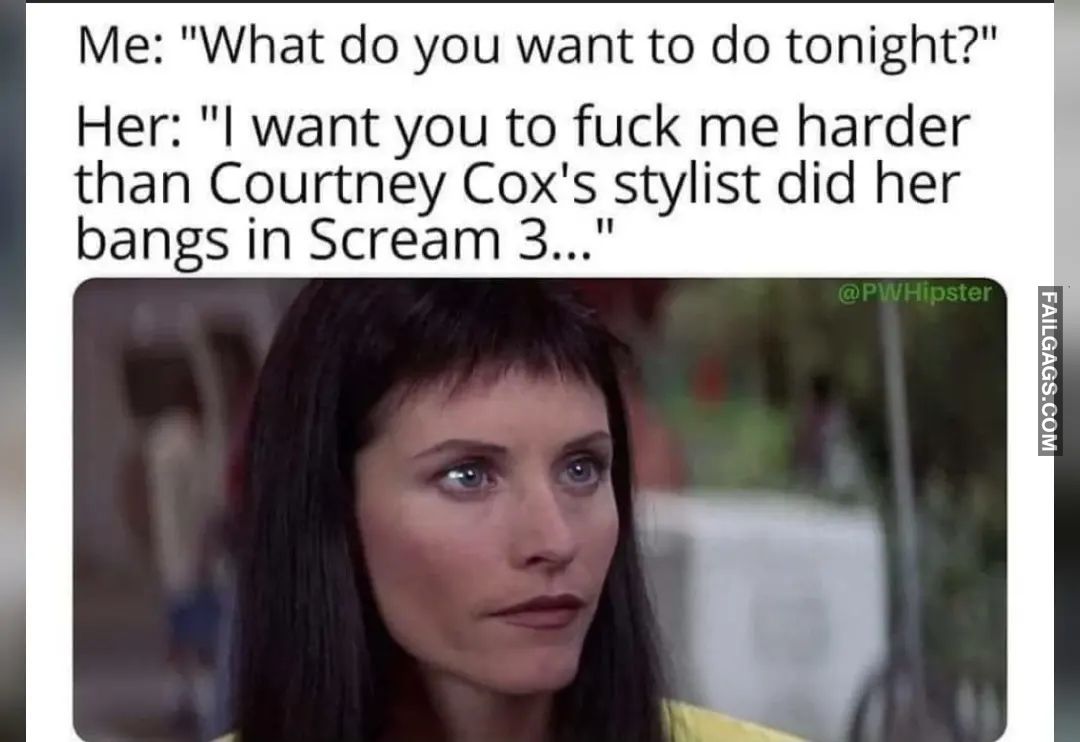 Me: "What do you want to do tonight?"
Her: "I want you to fuck me harder
than Courtney Cox's stylist did her
bangs in Scream 3..."
@PWHipster
FAILGAGS.COM